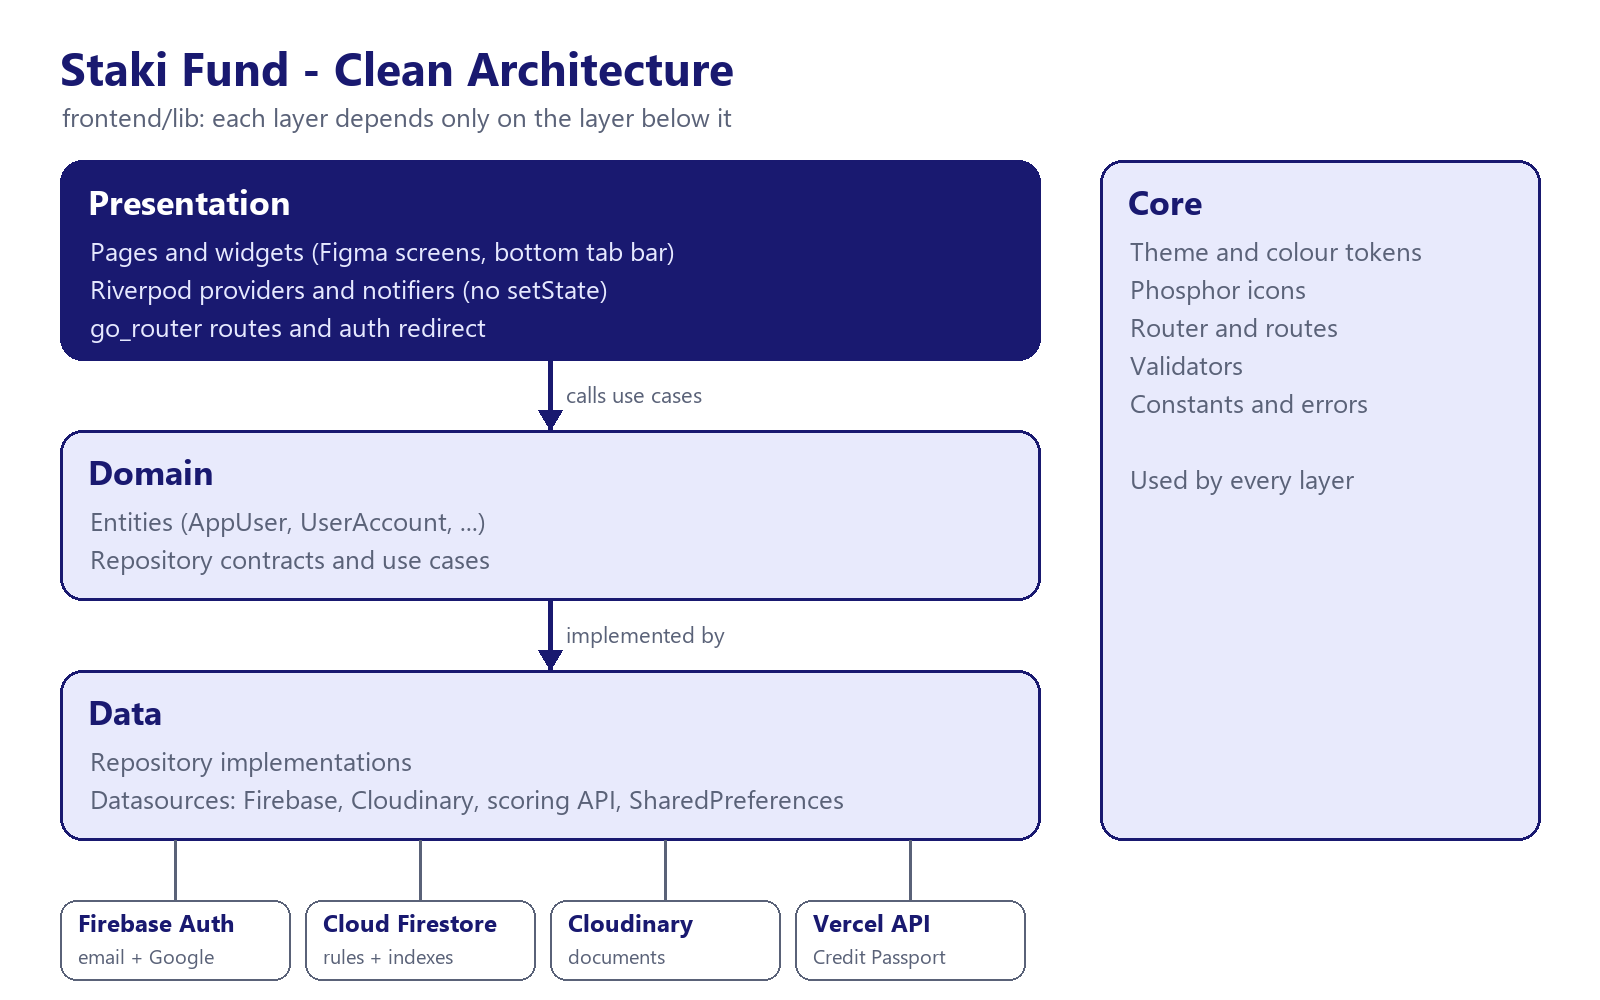 Staki Fund - Clean Architecture
frontend/lib: each layer depends only on the layer below it
Presentation
Pages and widgets (Figma screens, bottom tab bar)
Riverpod providers and notifiers (no setState)
go_router routes and auth redirect
calls use cases
Domain
Entities (AppUser, UserAccount, ...)
Repository contracts and use cases
implemented by
Data
Repository implementations
Datasources: Firebase, Cloudinary, scoring API, SharedPreferences
Firebase Auth
email + Google
Cloud Firestore
rules + indexes
Cloudinary
documents
Vercel API
Credit Passport
Core
Theme and colour tokens
Phosphor icons
Router and routes
Validators
Constants and errors
Used by every layer